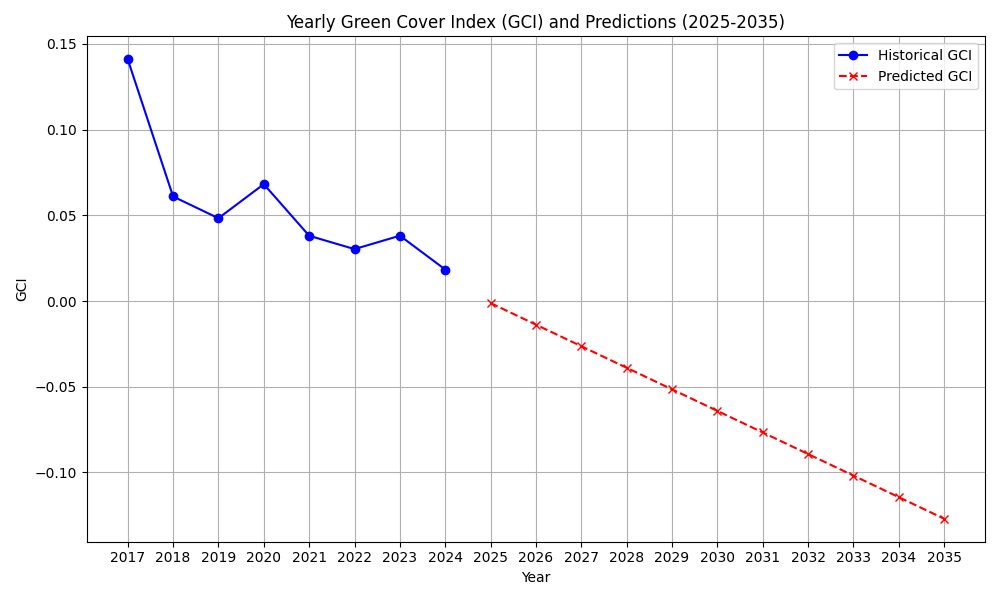 Yearly Green Cover Index (GCI) and Predictions (2025-2035)
Historical GCI
Predicted GCI
GCI
0.15
0.10
0.05
0.00
−0.05
−0.10
2017 2018 2019 2020 2021 2022 2023 2024 2025 2026 2027 2028 2029 2030 2031 2032 2033 2034 2035
Year